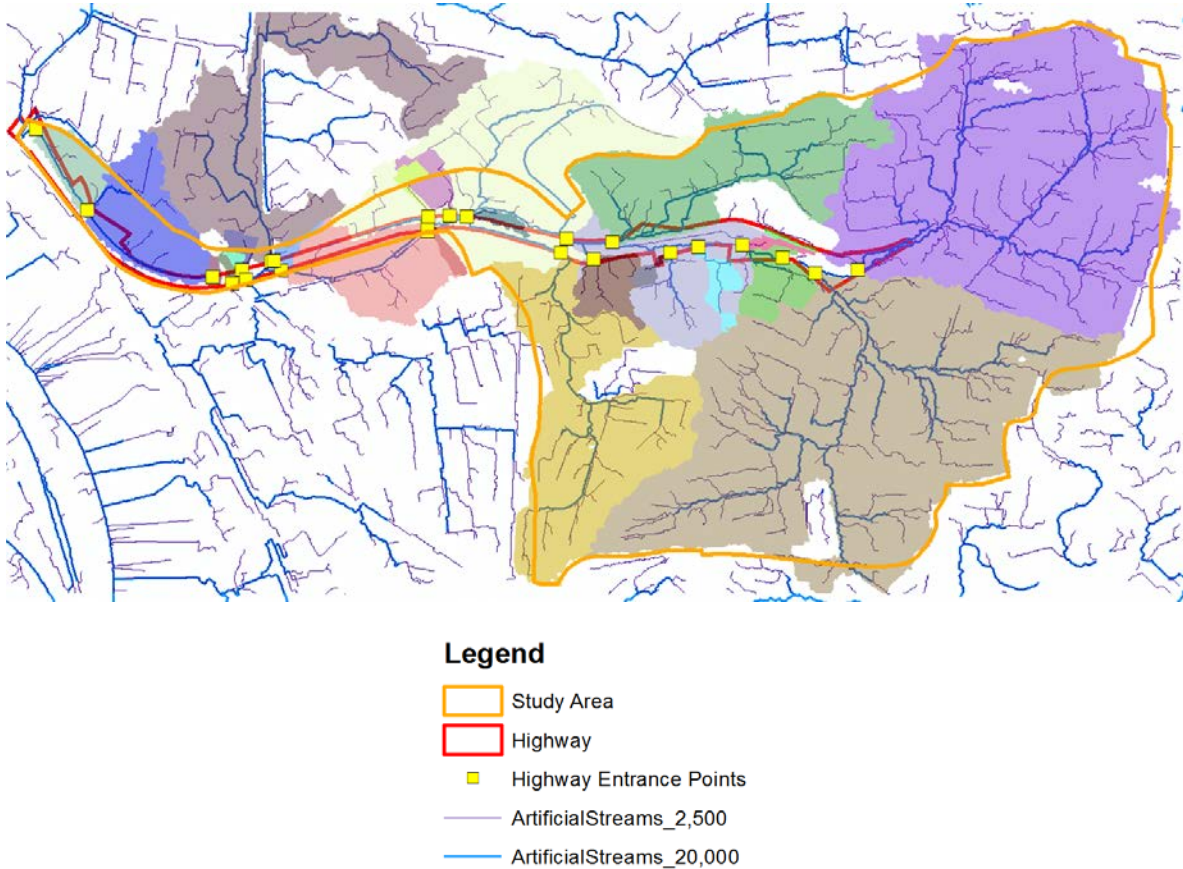 Legend
Study Area
Highway
Highway Entrance Points
ArtificialStreams_2,500
ArtificialStreams_20,000